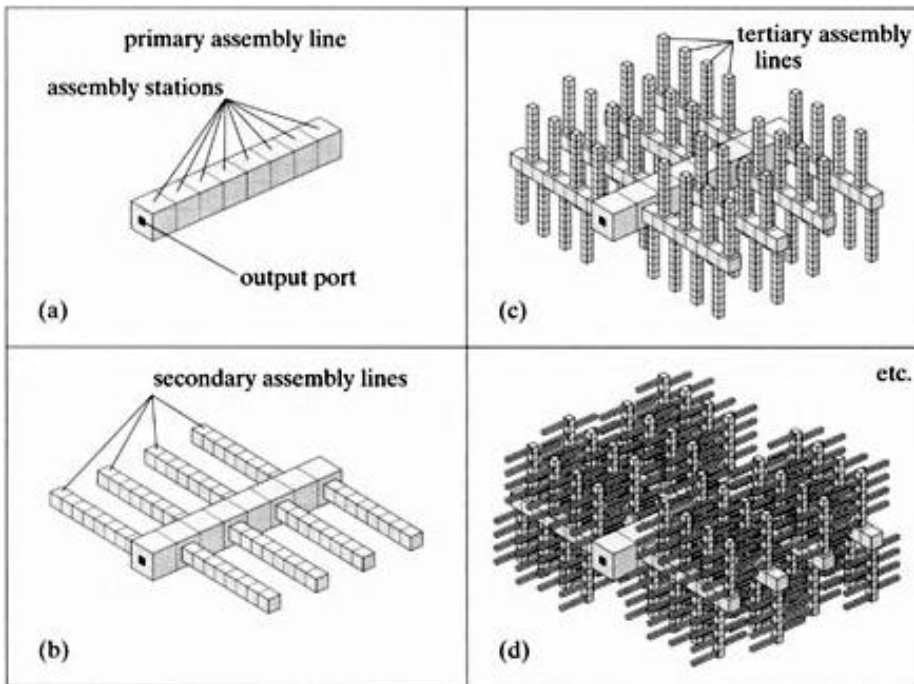 primary assembly line
assembly stations
output port
(a)
secondary assembly lines
(b)
tertiary assembly
lines
(c)
etc.
(d)